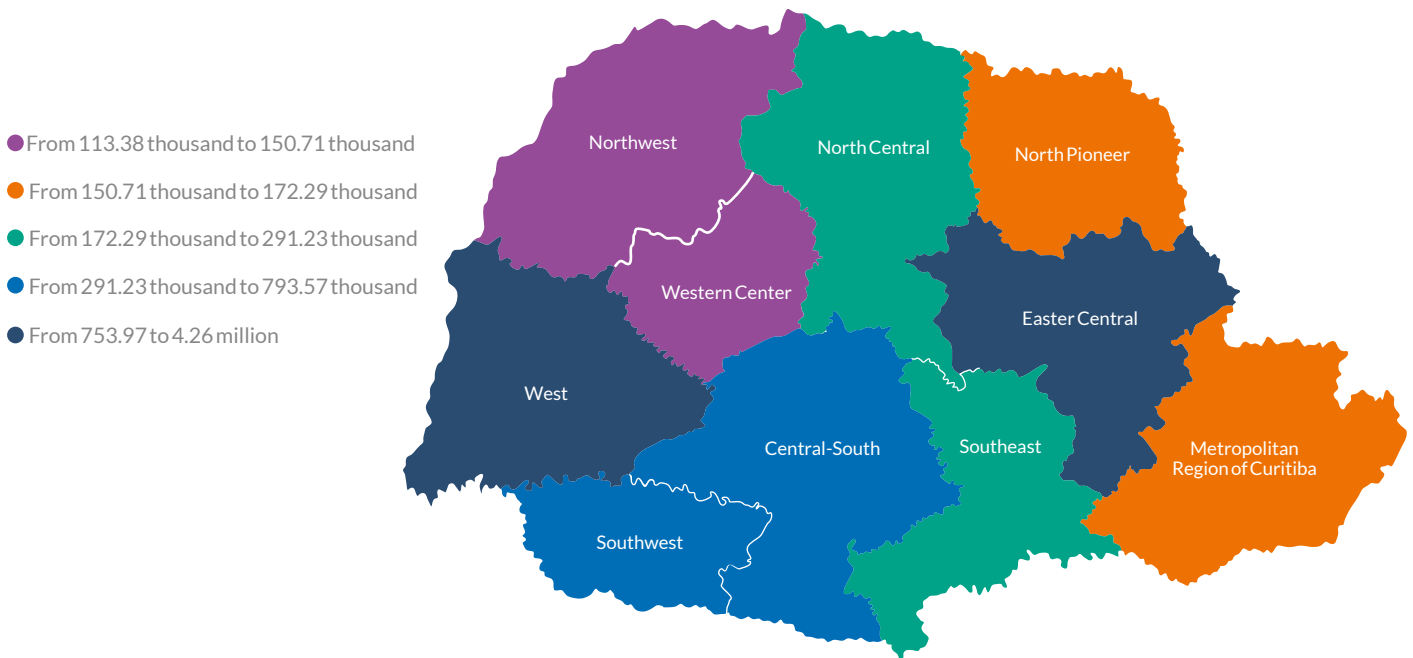 From 113.38 thousand to 150.71 thousand
From 150.71 thousand to 172.29 thousand
From 172.29 thousand to 291.23 thousand
From 291.23 thousand to 793.57 thousand
From 753.97 to 4.26 million
Northwest
North Central
North Pioneer
Western Center
Easter Central
West
Central-South
Southeast
Metropolitan
Region of Curitiba
Southwest